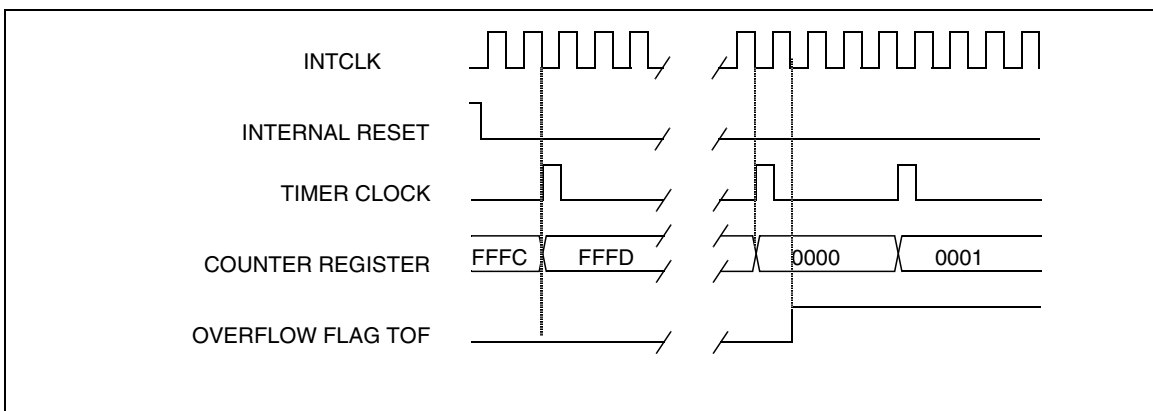 INTCLK
INTERNAL RESET
TIMER CLOCK
COUNTER REGISTER FFFC FFFD 0000 0001
OVERFLOW FLAG TOF